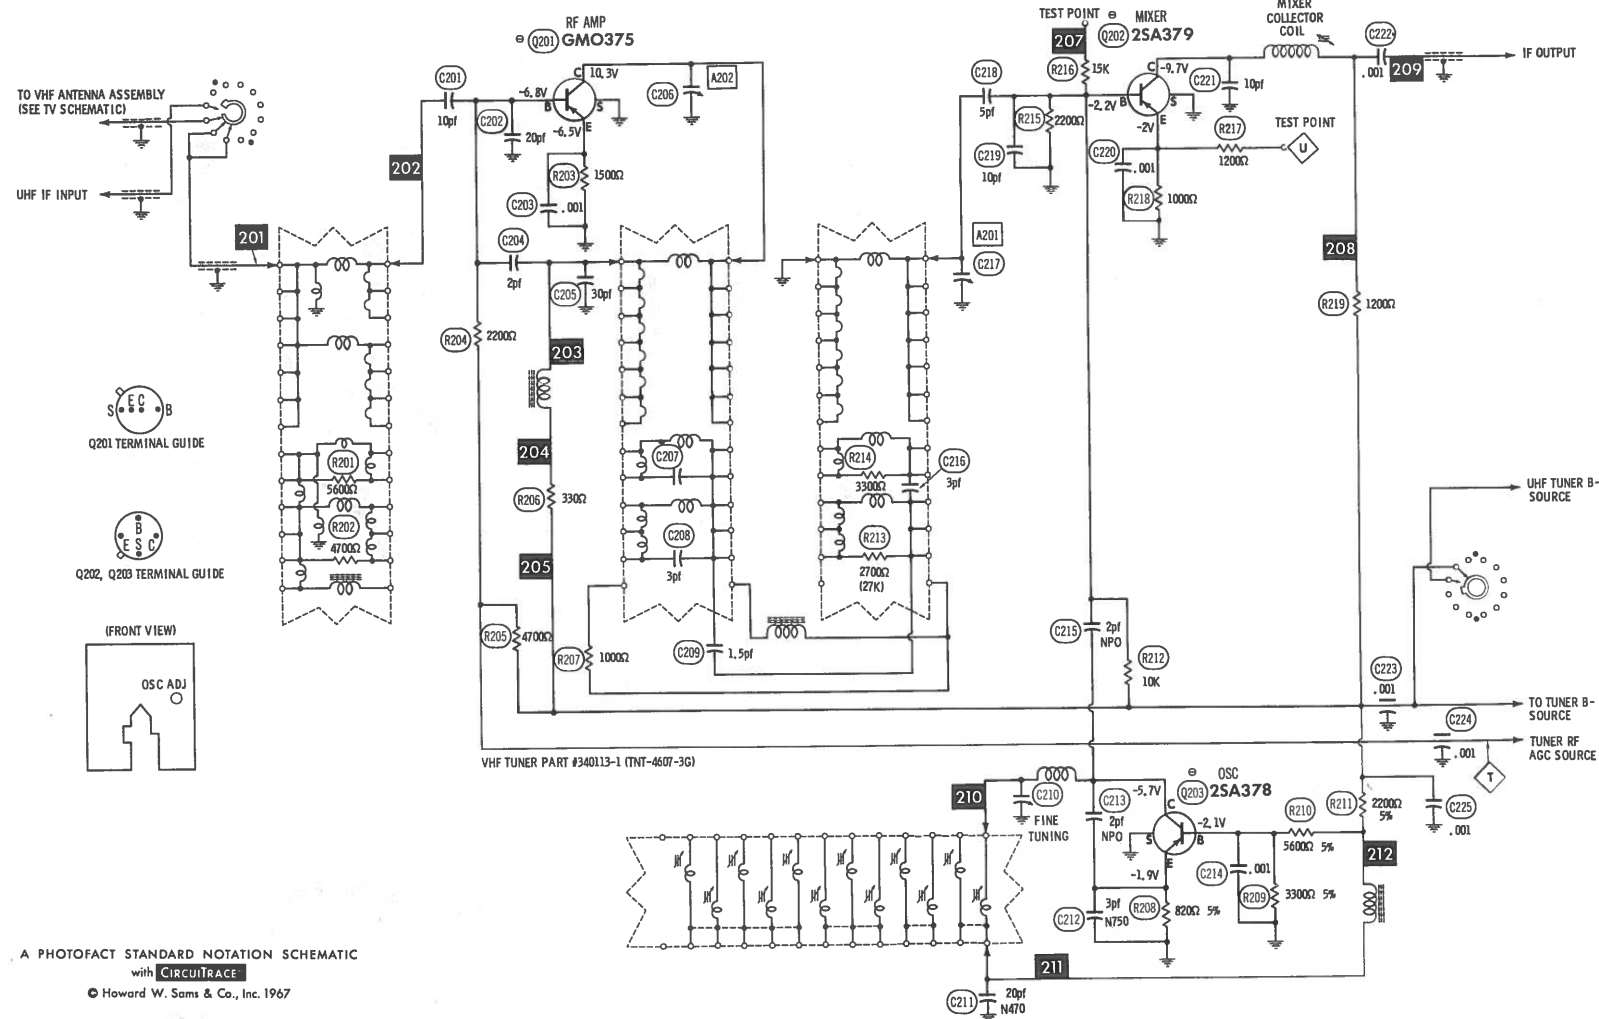 RF AMP
⊖ Q201 GMO375
TO VHF ANTENNA ASSEMBLY
(SEE TV SCHEMATIC)
UHF IF INPUT
201
202
C201
10pf
C202
20pf
-6.8V
B
C
10.3V
S
E
-6.5V
A202
C206
R203
1500Ω
C203
.001
C204
2pf
C205
30pf
R204
2200Ω
203
204
R206
330Ω
205
R205
4700Ω
R207
1000Ω
R201
5600Ω
R202
4700Ω
C207
C208
3pf
C209
1.5pf
R214
3300Ω
C216
3pf
R213
2700Ω
(27K)
A201
C217
C218
5pf
C219
10pf
R215
2200Ω
TEST POINT ⊖
207
R216
15K
MIXER
Q202 2SA379
-9.7V
C
-2.2V
B
S
E
-2V
C220
.001
R218
1000Ω
C221
10pf
R217
1200Ω
TEST POINT
U
MIXER
COLLECTOR
COIL
C222
.001
209
IF OUTPUT
208
R219
1200Ω
UHF TUNER B-
SOURCE
C215
2pf
NPO
R212
10K
C223
.001
TO TUNER B-
SOURCE
C224
.001
TUNER RF
AGC SOURCE
T
VHF TUNER PART #340113-1 (TNT-4607-3G)
S
E C
B
Q201 TERMINAL GUIDE
B
E S C
Q202, Q203 TERMINAL GUIDE
(FRONT VIEW)
OSC ADJ
210
C210
FINE
TUNING
C213
2pf
NPO
⊖ OSC
Q203 2SA378
-5.7V
C
S
-2.1V
B
E
-1.9V
C212
3pf
N750
R208
820Ω 5%
C214
.001
R209
3300Ω 5%
R210
5600Ω 5%
R211
2200Ω
5%
C225
.001
212
211
C211
20pf
N470
A PHOTOFACT STANDARD NOTATION SCHEMATIC
with CIRCUITRACE
© Howard W. Sams & Co., Inc. 1967